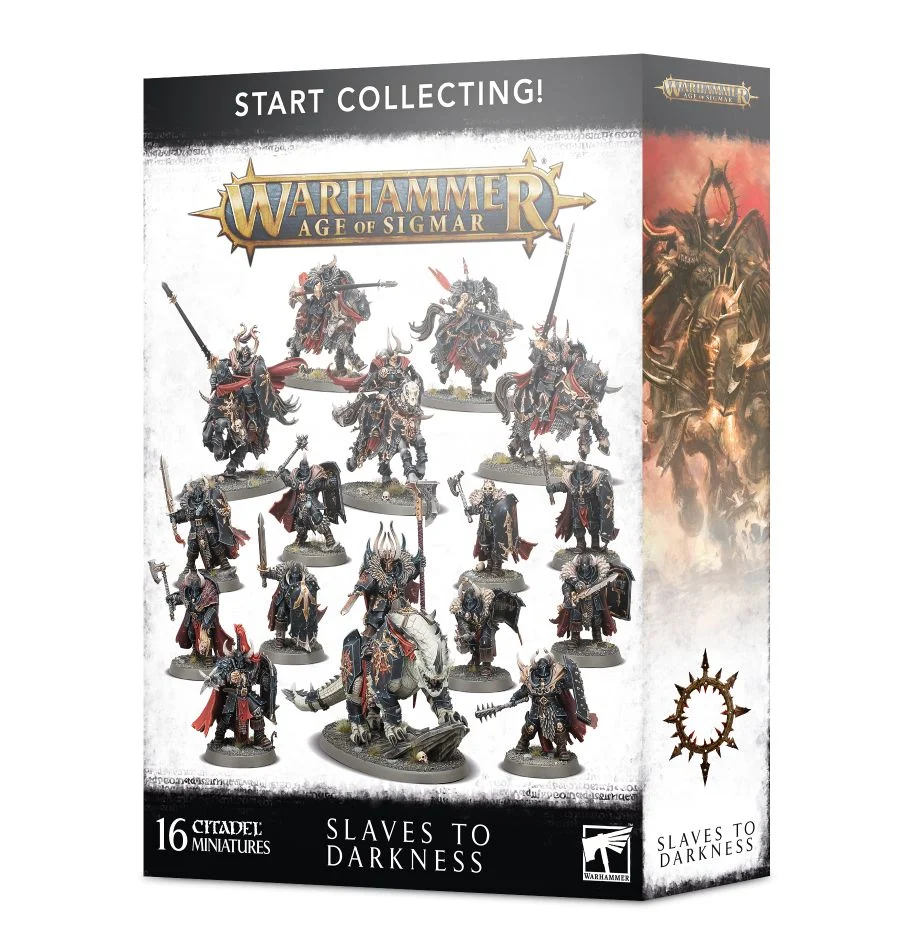 START COLLECTING!
WARHAMMER
AGE OF SIGMAR
16 CITADEL
MINIATURES
SLAVES TO
DARKNESS
WARHAMMER
WARHAMMER
AGE OF SIGMAR
SLAVES TO
DARKNESS